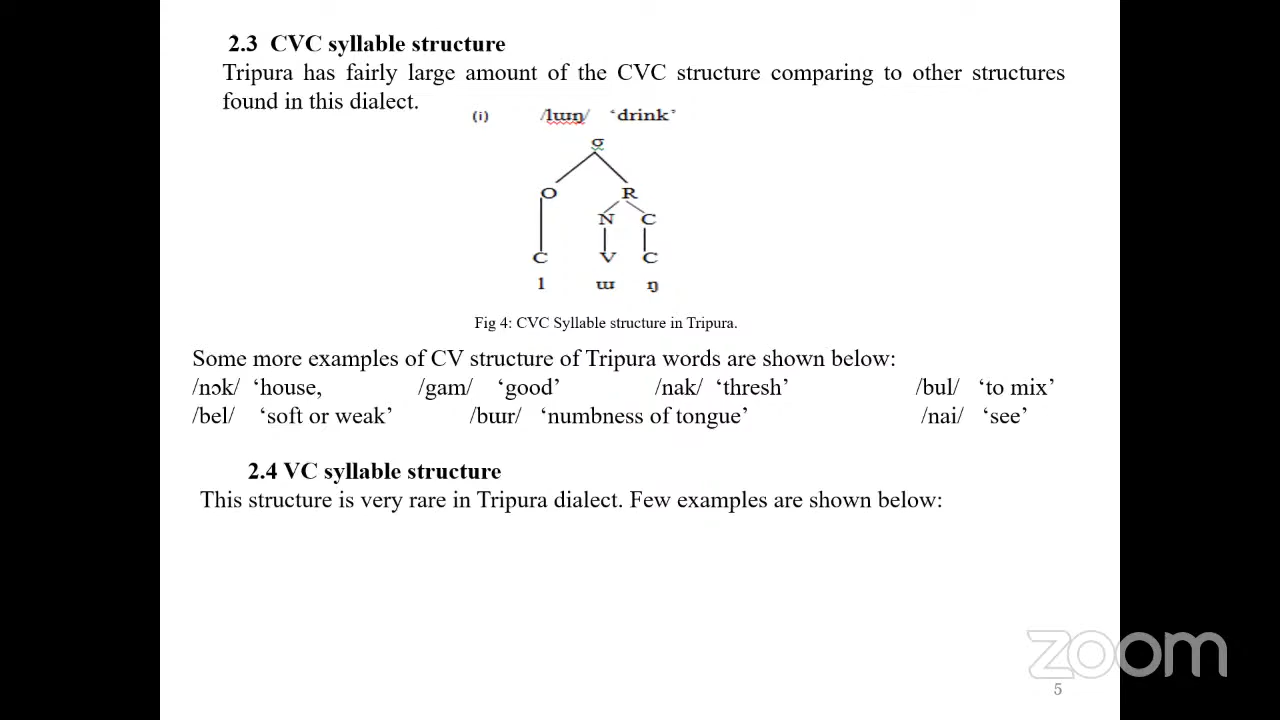 2.3 CVC syllable structure
Tripura has fairly large amount of the CVC structure comparing to other structures
found in this dialect.
(i) /lɯŋ/ ‘drink’
σ
O R
N C
C V C
l ɯ ŋ
Fig 4: CVC Syllable structure in Tripura.
Some more examples of CV structure of Tripura words are shown below:
/nɔk/ ‘house, /gam/ ‘good’ /nak/ ‘thresh’ /bul/ ‘to mix’
/bel/ ‘soft or weak’ /bɯr/ ‘numbness of tongue’ /nai/ ‘see’
2.4 VC syllable structure
This structure is very rare in Tripura dialect. Few examples are shown below:
zoom
5